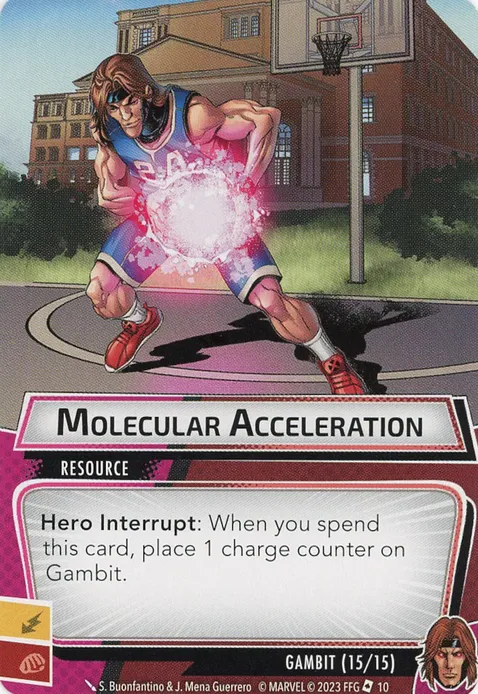 MOLECULAR ACCELERATION
RESOURCE
Hero Interrupt: When you spend
this card, place 1 charge counter on
Gambit.
GAMBIT (15/15)
S. Buonfantino & J. Mena Guerrero © MARVEL © 2023 FFG 10